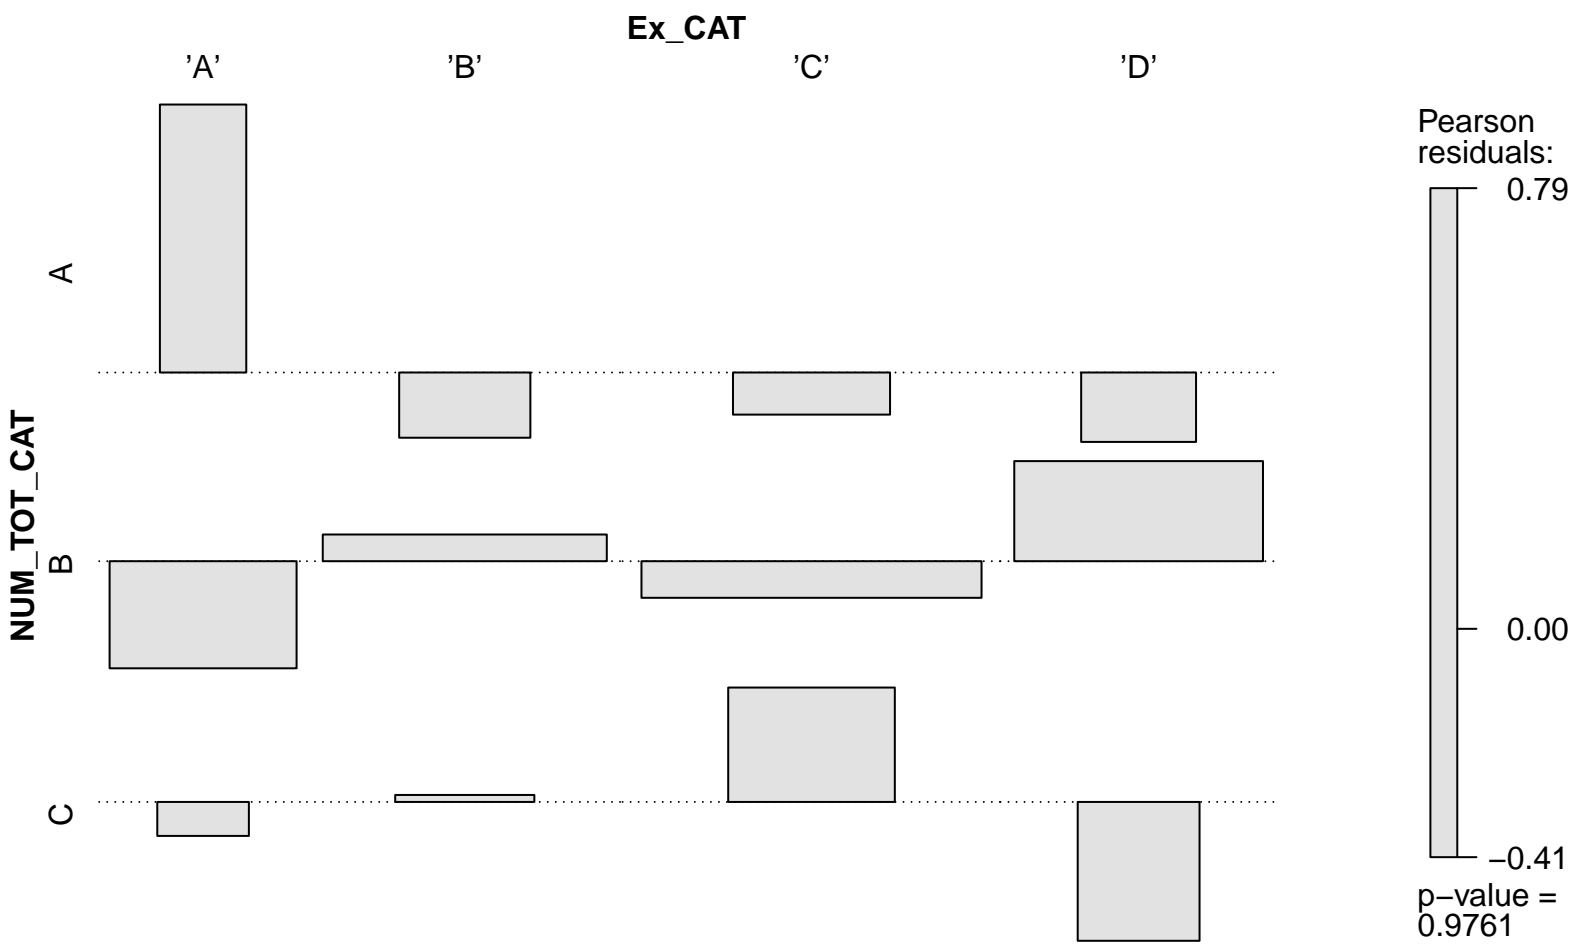 Ex_CAT
’A’ ’B’ ’C’ ’D’
NUM_TOT_CAT
A
B
C
Pearson
residuals:
0.79
0.00
−0.41
p−value =
0.9761